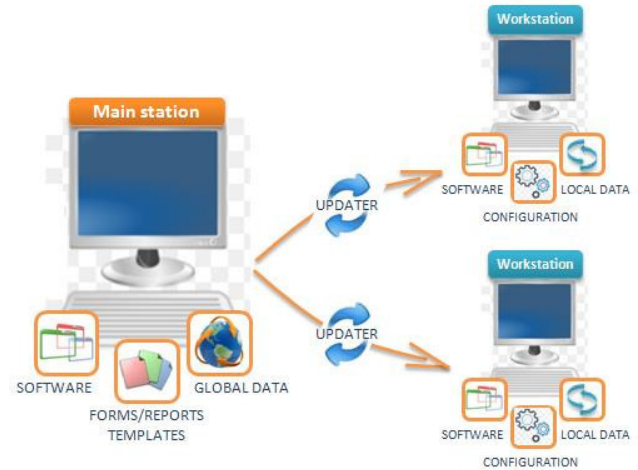 Main station
SOFTWARE
FORMS/REPORTS
TEMPLATES
GLOBAL DATA
UPDATER
UPDATER
Workstation
SOFTWARE
CONFIGURATION
LOCAL DATA
Workstation
SOFTWARE
CONFIGURATION
LOCAL DATA